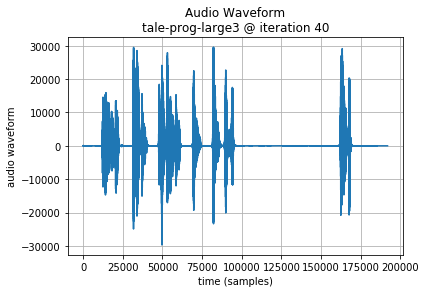 Audio Waveform
tale-prog-large3 @ iteration 40
30000
20000
10000
0
−10000
−20000
−30000
audio waveform
0 25000 50000 75000 100000 125000 150000 175000 200000
time (samples)